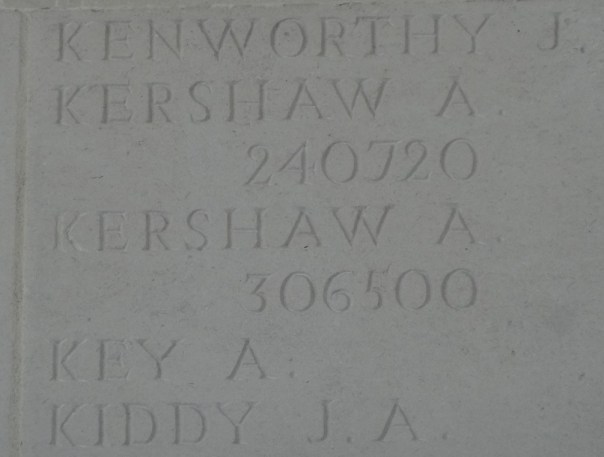 KENWORTHY J.
KERSHAW A.
240720
KERSHAW A.
306500
KEY A.
KIDDY J.A.